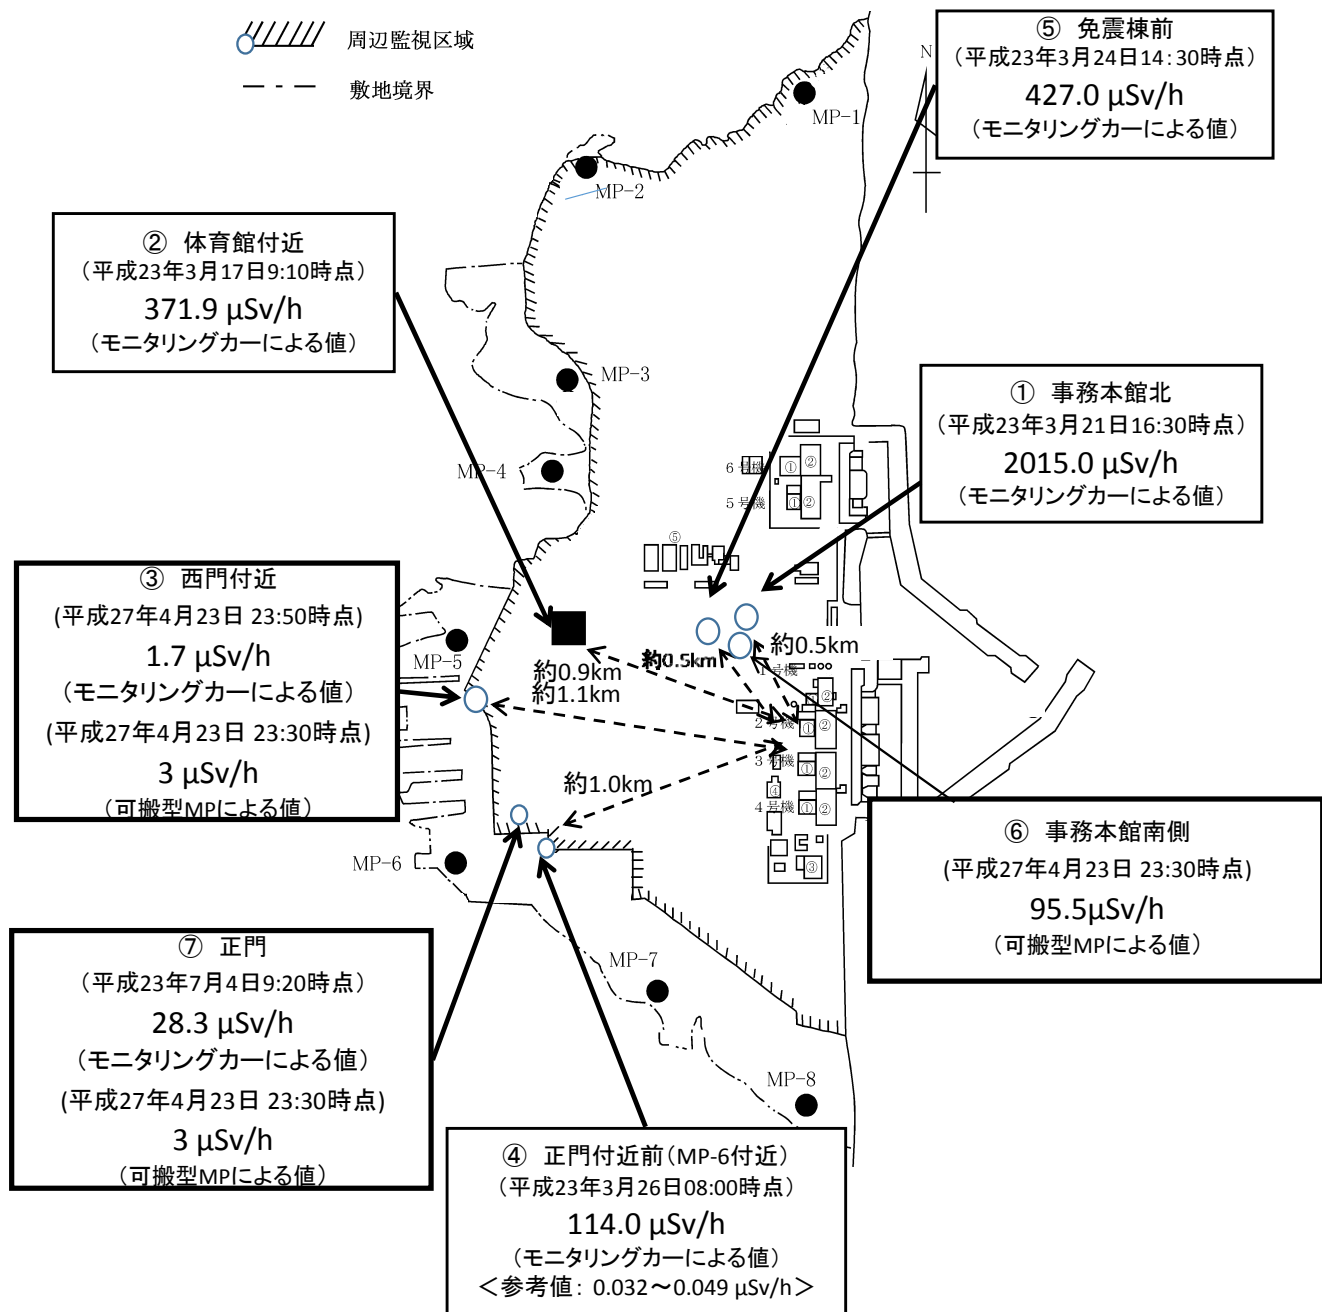 周辺監視区域
敷地境界
⑤ 免震棟前
（平成23年3月24日14:30時点）
427.0 μSv/h
（モニタリングカーによる値）
N
MP-1
MP-2
② 体育館付近
（平成23年3月17日9:10時点）
371.9 μSv/h
（モニタリングカーによる値）
MP-3
MP-4
① 事務本館北
（平成23年3月21日16:30時点）
2015.0 μSv/h
（モニタリングカーによる値）
6号機
① ②
5号機
① ②
⑤
③ 西門付近
(平成27年4月23日 23:50時点)
1.7 μSv/h
（モニタリングカーによる値）
(平成27年4月23日 23:30時点)
3 μSv/h
（可搬型MPによる値）
MP-5
約0.9km
約1.1km
約0.5km
約0.5km
1号機
②
2号機
① ②
3号機
① ②
④
4号機
① ②
③
約1.0km
MP-6
⑥ 事務本館南側
(平成27年4月23日 23:30時点)
95.5μSv/h
（可搬型MPによる値）
⑦ 正門
（平成23年7月4日9:20時点）
28.3 μSv/h
（モニタリングカーによる値）
(平成27年4月23日 23:30時点)
3 μSv/h
（可搬型MPによる値）
MP-7
MP-8
④ 正門付近前（MP-6付近）
（平成23年3月26日08:00時点）
114.0 μSv/h
（モニタリングカーによる値）
＜参考値：0.032～0.049 μSv/h＞